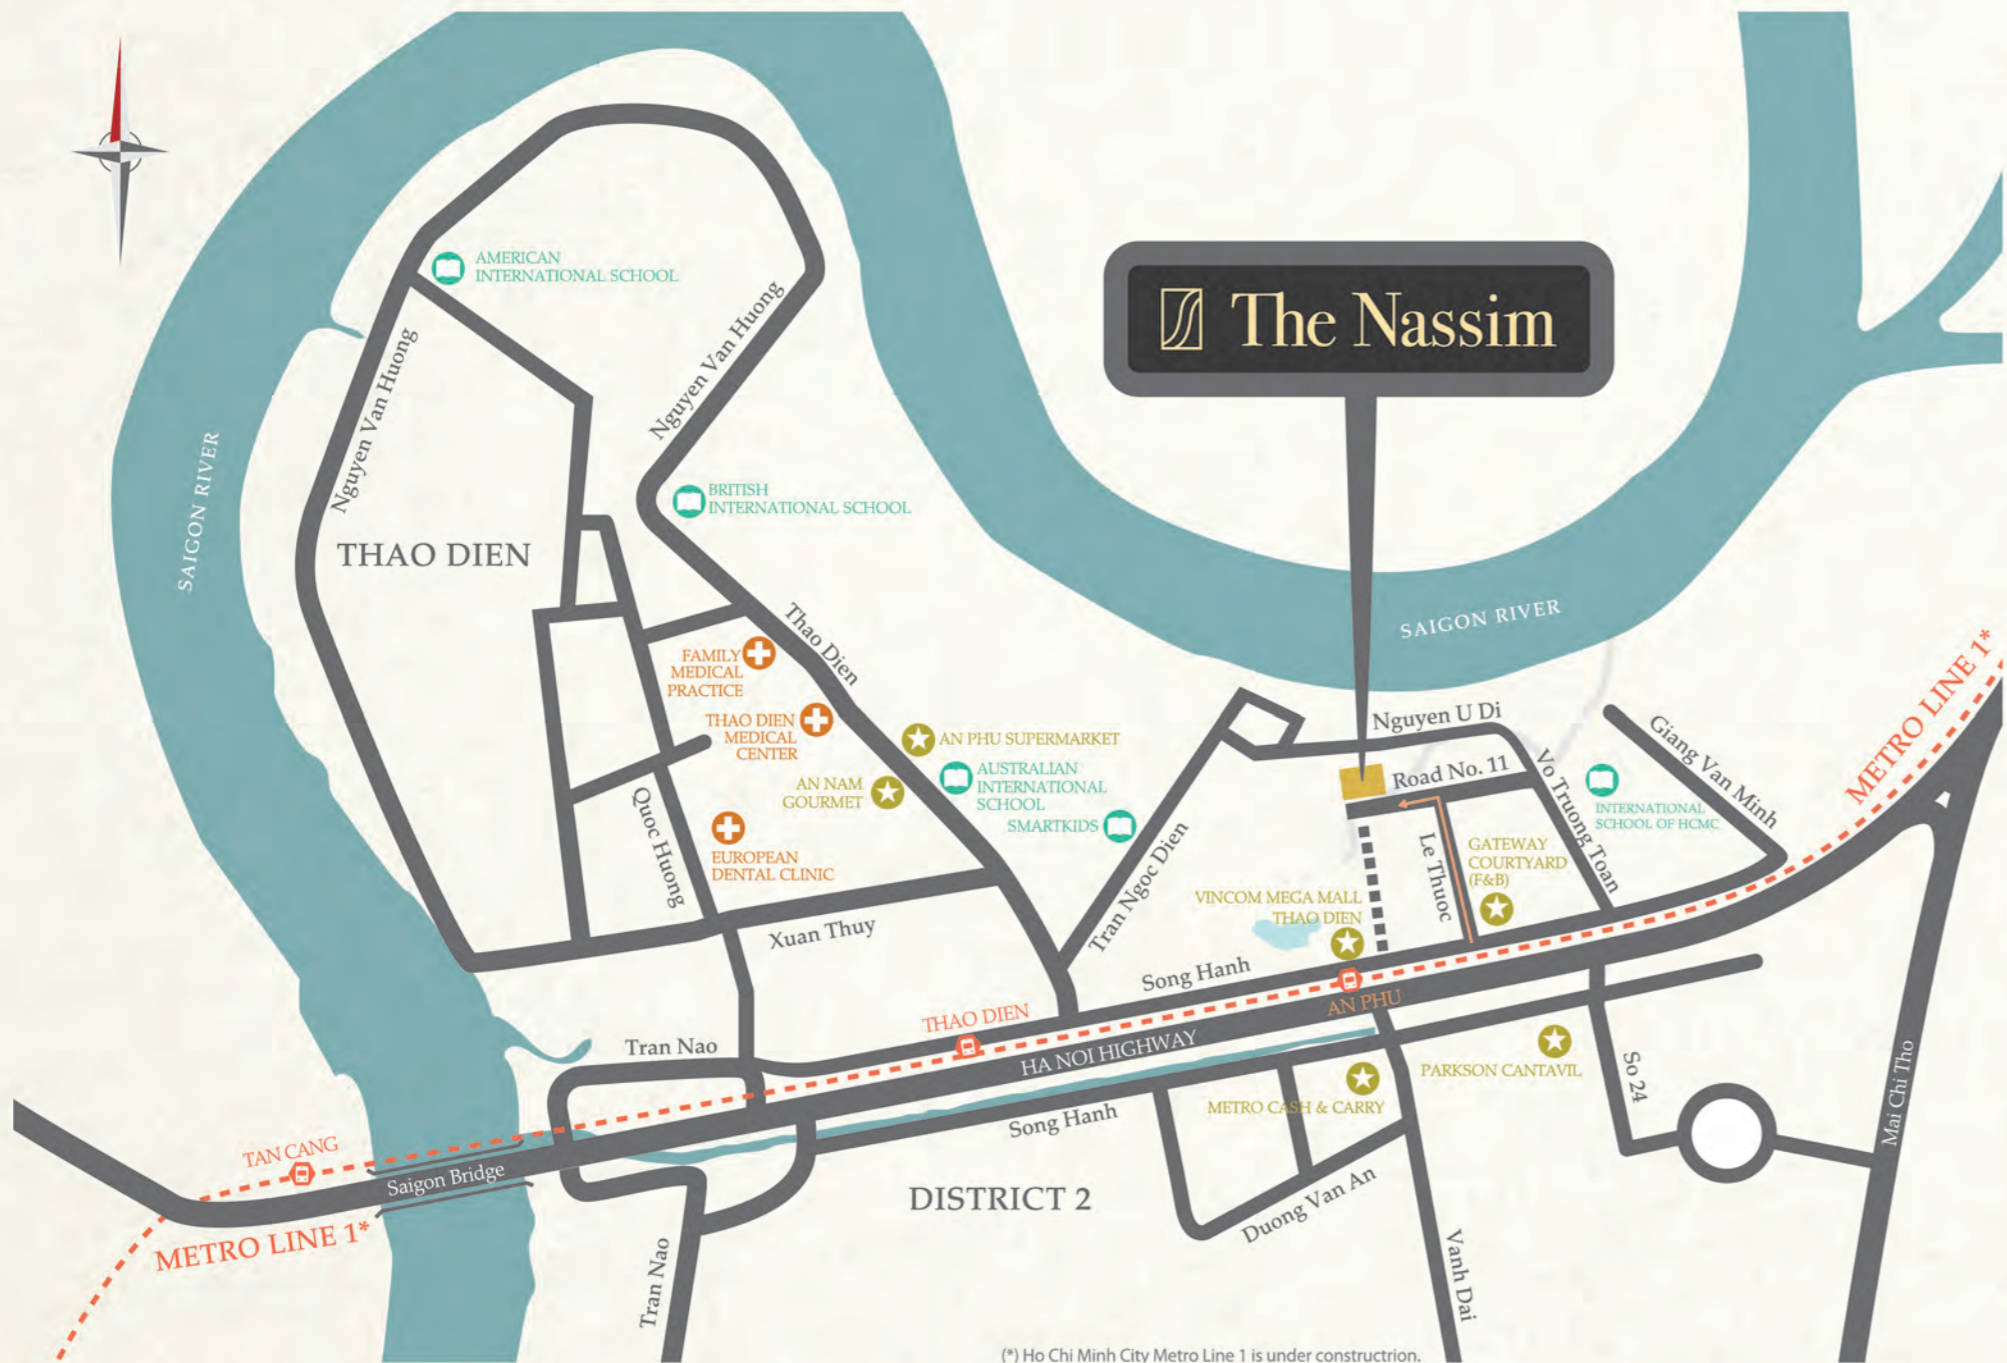 AMERICAN
INTERNATIONAL SCHOOL
Nguyen Van Huong
Nguyen Van Huong
The Nassim
SAIGON RIVER
BRITISH
INTERNATIONAL SCHOOL
THAO DIEN
SAIGON RIVER
Thao Dien
FAMILY
MEDICAL
PRACTICE
THAO DIEN
MEDICAL
CENTER
AN PHU SUPERMARKET
AUSTRALIAN
INTERNATIONAL
SCHOOL
AN NAM
GOURMET
SMARTKIDS
Quoc Huong
EUROPEAN
DENTAL CLINIC
Xuan Thuy
Tran Ngoc Dien
Nguyen U Di
Road No. 11
Vo Truong Toan
Giang Van Minh
METRO LINE 1*
INTERNATIONAL
SCHOOL OF HCMC
Le Thuoc
GATEWAY
COURTYARD
(F&B)
VINCOM MEGA MALL
THAO DIEN
Song Hanh
THAO DIEN
AN PHU
HA NOI HIGHWAY
Tran Nao
PARKSON CANTAVIL
METRO CASH & CARRY
Song Hanh
So 24
Mai Chi Tho
TAN CANG
Saigon Bridge
METRO LINE 1*
DISTRICT 2
Duong Van An
Tran Nao
Vanh Dai
(*) Ho Chi Minh City Metro Line 1 is under constructrion.